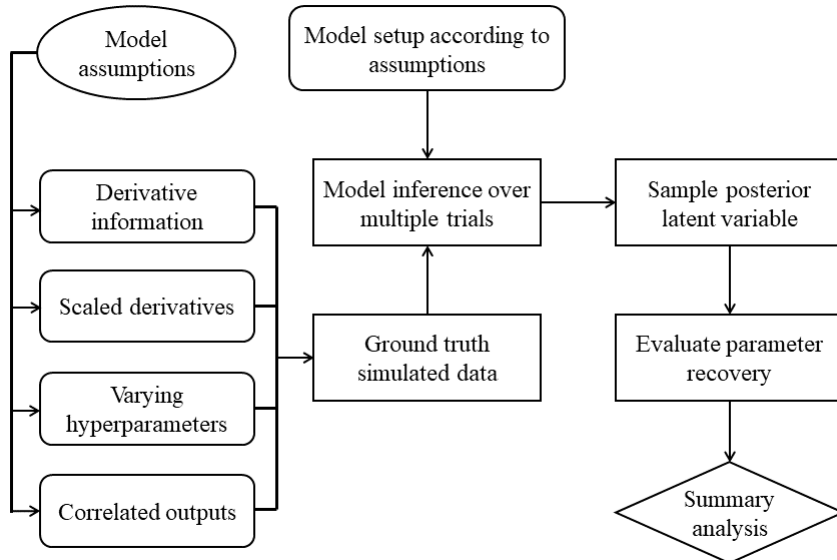 Model
assumptions
Model setup according to
assumptions
Derivative
information
Scaled derivatives
Varying
hyperparameters
Correlated outputs
Model inference over
multiple trials
Ground truth
simulated data
Sample posterior
latent variable
Evaluate parameter
recovery
Summary
analysis